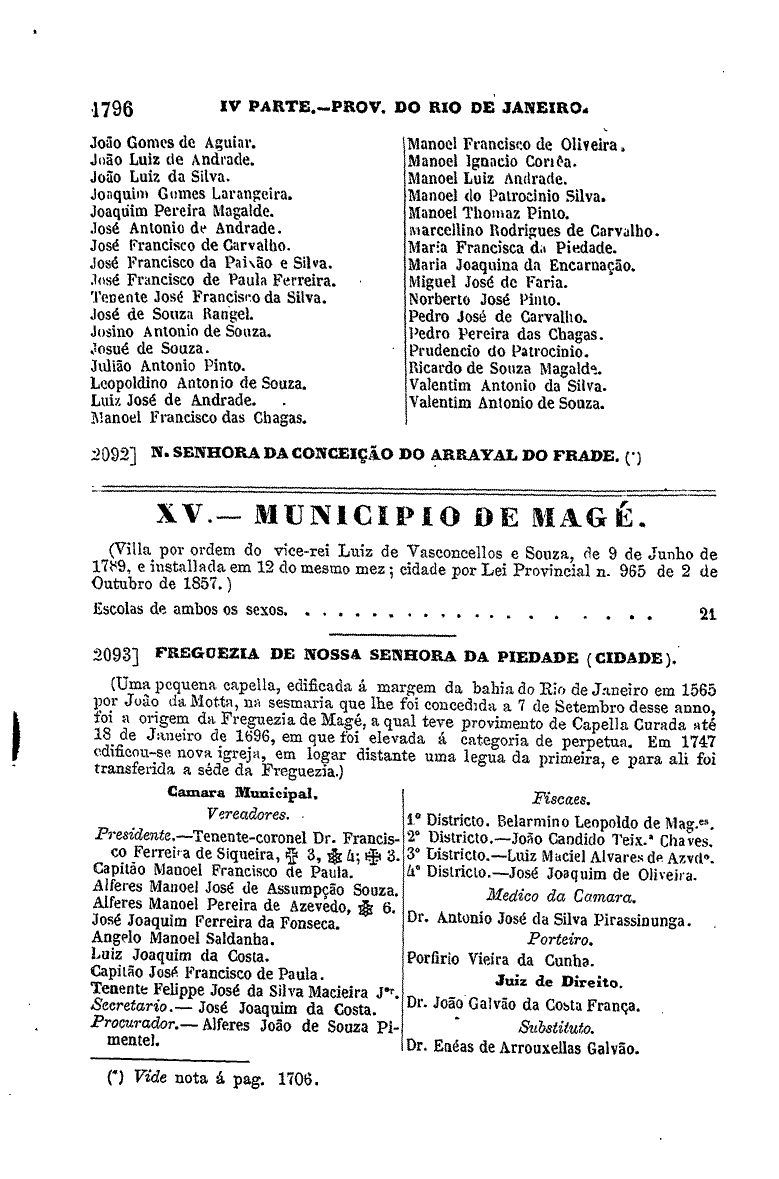 1796 IV PARTE.—PROV. DO RIO DE JANEIRO.
João Gomes de Aguiar.
João Luiz de Andrade.
João Luiz da Silva.
Joaquim Gomes Larangeira.
Joaquim Pereira Magalde.
José Antonio de Andrade.
José Francisco de Carvalho.
José Francisco da Paixão e Silva.
José Francisco de Paula Ferreira.
Tenente José Francisco da Silva.
José de Souza Rangel.
Josino Antonio de Souza.
Josué de Souza.
Julião Antonio Pinto.
Leopoldino Antonio de Souza.
Luiz José de Andrade.
Manoel Francisco das Chagas.
Manoel Francisco de Oliveira.
Manoel Ignacio Corrêa.
Manoel Luiz Andrade.
Manoel do Patrocinio Silva.
Manoel Thomaz Pinto.
Marcellino Rodrigues de Carvalho.
Maria Francisca da Piedade.
Maria Joaquina da Encarnação.
Miguel José de Faria.
Norberto José Pinto.
Pedro José de Carvalho.
Pedro Pereira das Chagas.
Prudencio do Patrocinio.
Ricardo de Souza Magalde.
Valentim Antonio da Silva.
Valentim Antonio de Souza.
2092] N. SENHORA DA CONCEIÇÃO DO ARRAYAL DO FRADE. (*)
XV.— MUNICIPIO DE MAGÉ.
(Villa por ordem do vice-rei Luiz de Vasconcellos e Souza, de 9 de Junho de
1789, e installada em 12 do mesmo mez; cidade por Lei Provincial n. 965 de 2 de
Outubro de 1857.)
Escolas de ambos os sexos. . . . . . . . . . . . . . . . . . . 21
2093] FREGUEZIA DE NOSSA SENHORA DA PIEDADE (CIDADE).
(Uma pequena capella, edificada á margem da bahia do Rio de Janeiro em 1565
por João da Motta, na sesmaria que lhe foi concedida a 7 de Setembro desse anno,
foi a origem da Freguezia de Magé, a qual teve provimento de Capella Curada até
18 de Janeiro de 1696, em que foi elevada á categoria de perpetua. Em 1747
edificou-se nova igreja, em logar distante uma legua da primeira, e para ali foi
transferida a séde da Freguezia.)
Camara Municipal.
Vereadores.
Presidente.—Tenente-coronel Dr. Francis-
co Ferreira de Siqueira, ✠ 3, ✠ 4; ✠ 3.
Capitão Manoel Francisco de Paula.
Alferes Manoel José de Assumpção Souza.
Alferes Manoel Pereira de Azevedo, ✠ 6.
José Joaquim Ferreira da Fonseca.
Angelo Manoel Saldanha.
Luiz Joaquim da Costa.
Capitão José Francisco de Paula.
Tenente Felippe José da Silva Macieira Jor.
Secretario.— José Joaquim da Costa.
Procurador.— Alferes João de Souza Pi-
mentel.
Fiscaes.
1º Districto. Belarmino Leopoldo de Mag.es.
2º Districto.—João Candido Teix.ª Chaves.
3º Districto.—Luiz Maciel Alvares de Azvdº.
4º Districto.—José Joaquim de Oliveira.
Medico da Camara.
Dr. Antonio José da Silva Pirassinunga.
Porteiro.
Porfirio Vieira da Cunha.
Juiz de Direito.
Dr. João Galvão da Costa França.
Substituto.
Dr. Enéas de Arrouxellas Galvão.
(*) Vide nota á pag. 1706.